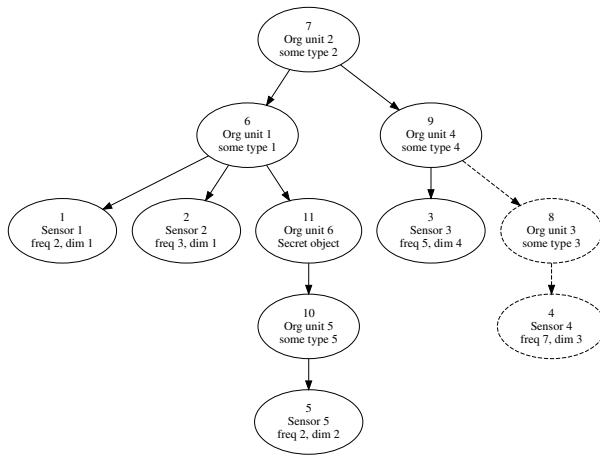 7
Org unit 2
some type 2
6
Org unit 1
some type 1
9
Org unit 4
some type 4
1
Sensor 1
freq 2, dim 1
2
Sensor 2
freq 3, dim 1
11
Org unit 6
Secret object
3
Sensor 3
freq 5, dim 4
8
Org unit 3
some type 3
10
Org unit 5
some type 5
4
Sensor 4
freq 7, dim 3
5
Sensor 5
freq 2, dim 2